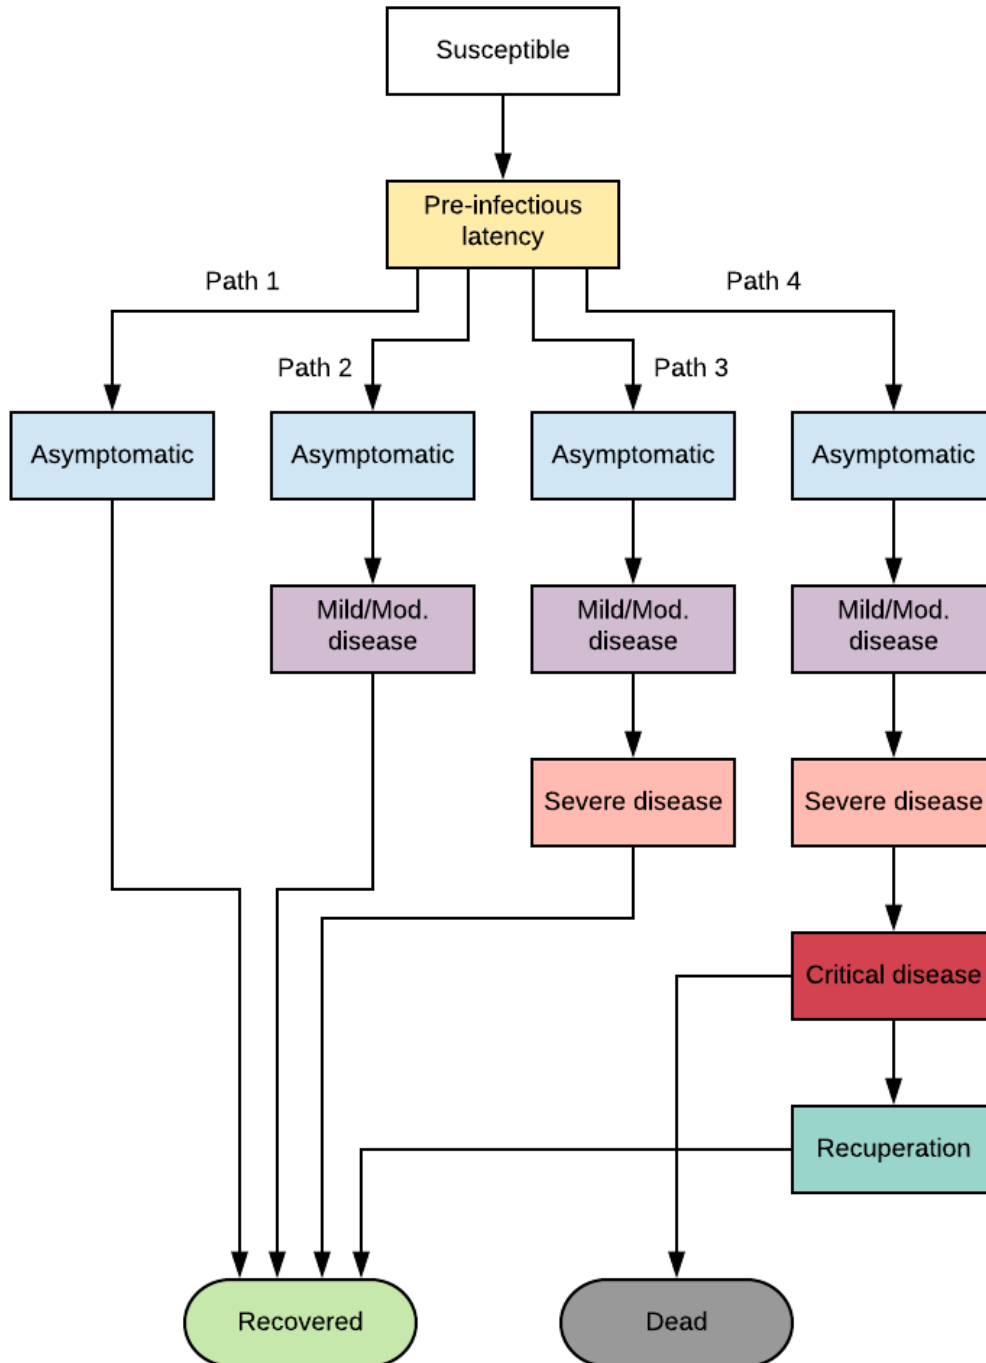 Susceptible
Pre-infectious
latency
Path 1
Path 4
Path 2
Path 3
Asymptomatic
Asymptomatic
Asymptomatic
Asymptomatic
Mild/Mod.
disease
Mild/Mod.
disease
Mild/Mod.
disease
Severe disease
Severe disease
Critical disease
Recuperation
Recovered
Dead